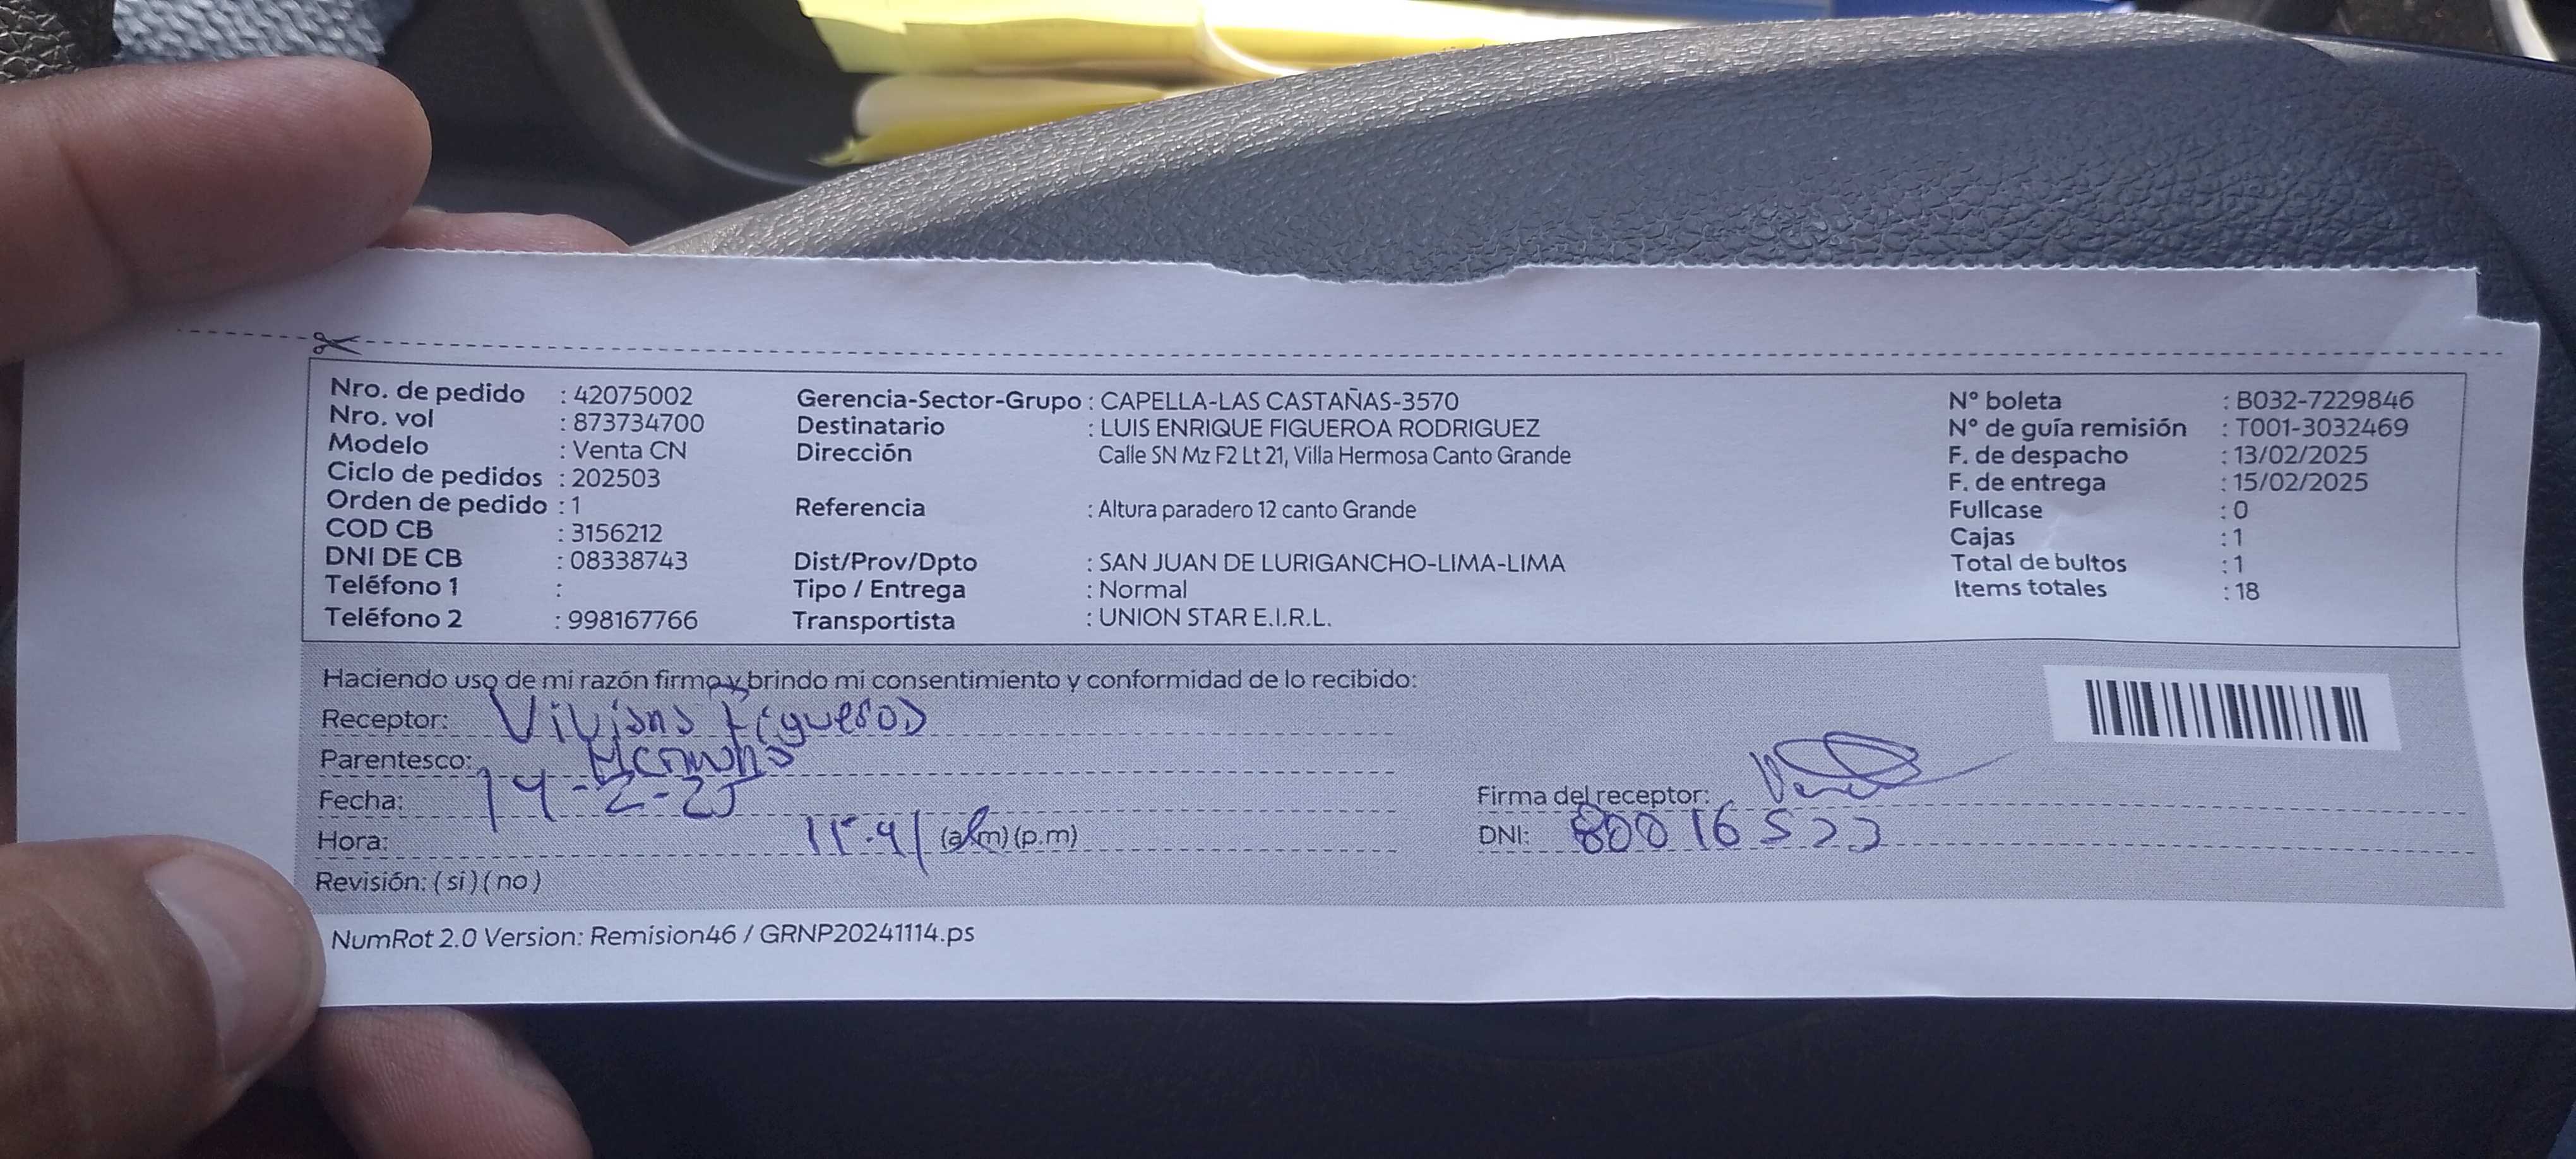 Nro. de pedido : 42075002
Nro. vol : 873734700
Modelo : Venta CN
Ciclo de pedidos : 202503
Orden de pedido : 1
COD CB : 3156212
DNI DE CB : 08338743
Teléfono 1 :
Teléfono 2 : 998167766
Gerencia-Sector-Grupo : CAPELLA-LAS CASTAÑAS-3570
Destinatario : LUIS ENRIQUE FIGUEROA RODRIGUEZ
Dirección Calle SN Mz F2 Lt 21, Villa Hermosa Canto Grande
Referencia : Altura paradero 12 canto Grande
Dist/Prov/Dpto : SAN JUAN DE LURIGANCHO-LIMA-LIMA
Tipo / Entrega : Normal
Transportista : UNION STAR E.I.R.L.
N° boleta : B032-7229846
N° de guía remisión : T001-3032469
F. de despacho : 13/02/2025
F. de entrega : 15/02/2025
Fullcase : 0
Cajas : 1
Total de bultos : 1
Items totales : 18
Haciendo uso de mi razón firmo y brindo mi consentimiento y conformidad de lo recibido:
Receptor: Viviana Figueroa
Parentesco: Hermana
Fecha: 14-2-25
Hora: (a.m) (p.m)
Revisión: (si) (no)
Firma del receptor:
DNI:
NumRot 2.0 Version: Remision46 / GRNP20241114.ps